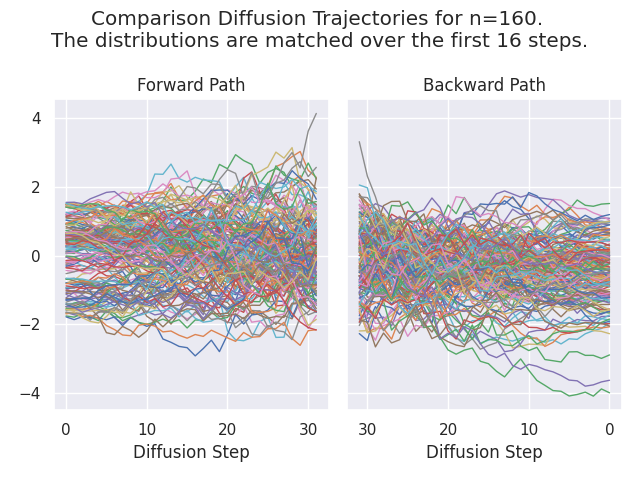 Comparison Diffusion Trajectories for n=160.
The distributions are matched over the first 16 steps.
Forward Path
Backward Path
4
2
0
−2
−4
0 10 20 30
30 20 10 0
Diffusion Step
Diffusion Step